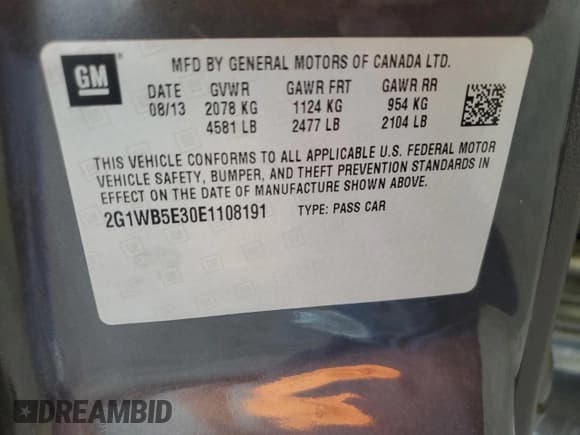 GM
MFD BY GENERAL MOTORS OF CANADA LTD.
DATE GVWR GAWR FRT GAWR RR
08/13 2078 KG 1124 KG 954 KG
4581 LB 2477 LB 2104 LB
THIS VEHICLE CONFORMS TO ALL APPLICABLE U.S. FEDERAL MOTOR
VEHICLE SAFETY, BUMPER, AND THEFT PREVENTION STANDARDS IN
EFFECT ON THE DATE OF MANUFACTURE SHOWN ABOVE.
2G1WB5E30E1108191 TYPE: PASS CAR
DREAMBID